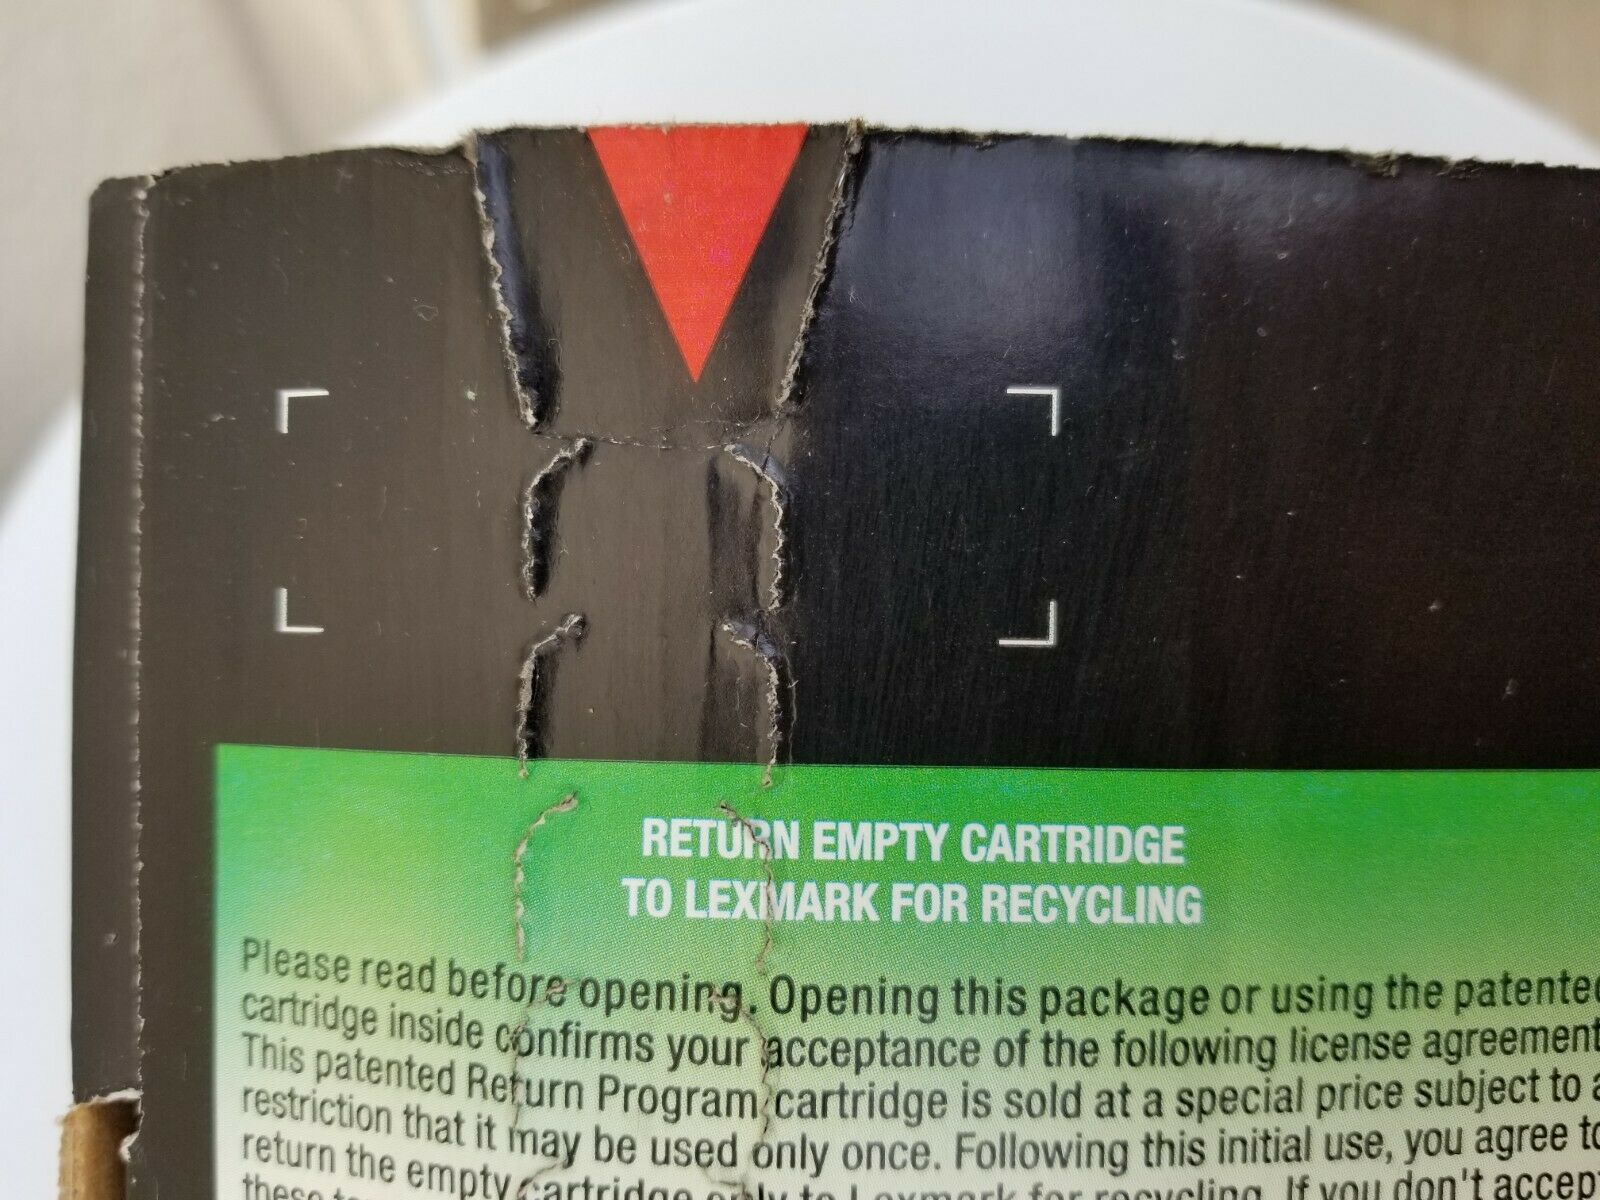 RETURN EMPTY CARTRIDGE
TO LEXMARK FOR RECYCLING
Please read before opening. Opening this package or using the patented
cartridge inside confirms your acceptance of the following license agreement.
This patented Return Program cartridge is sold at a special price subject to a
restriction that it may be used only once. Following this initial use, you agree to
return the empty cartridge only to Lexmark for recycling. If you don't accept
these